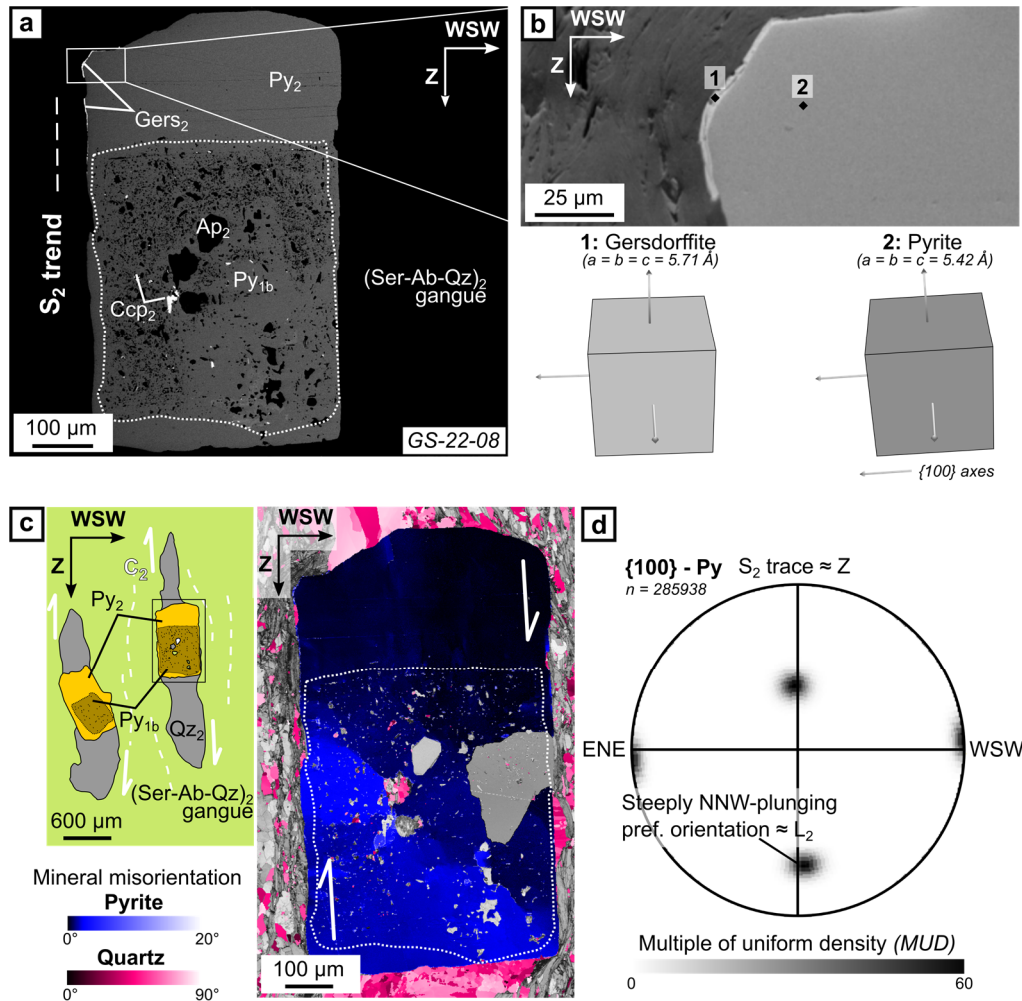 a
WSW
Z
Py2
Gers2
S2 trend
Ap2
Py1b
Ccp2
(Ser-Ab-Qz)2
gangue
100 µm
GS-22-08
b
WSW
Z
1
2
25 µm
1: Gersdorffite
(a = b = c = 5.71 Å)
2: Pyrite
(a = b = c = 5.42 Å)
{100} axes
c
WSW
Z
C2
Py2
Py1b
Qz2
(Ser-Ab-Qz)2
gangue
600 µm
Mineral misorientation
Pyrite
0° 20°
Quartz
0° 90°
WSW
Z
100 µm
d
{100} - Py
n = 285938
S2 trace ≈ Z
ENE
WSW
Steeply NNW-plunging
pref. orientation ≈ L2
Multiple of uniform density (MUD)
0 60